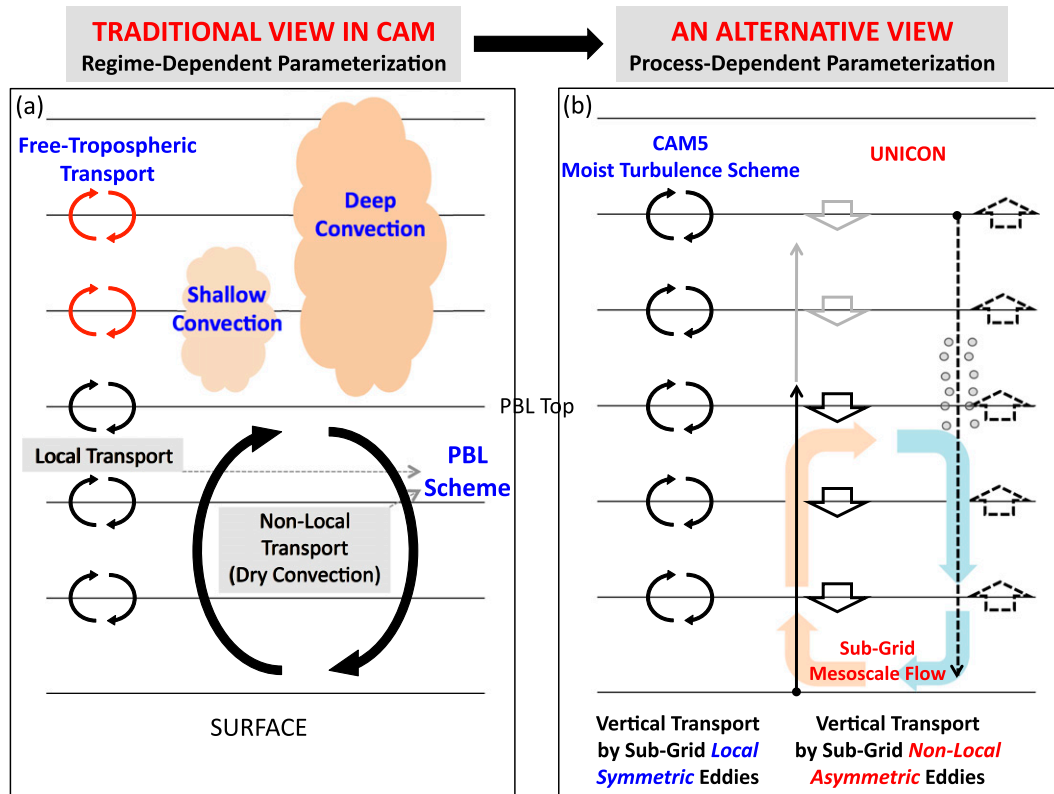 TRADITIONAL VIEW IN CAM
Regime-Dependent Parameterization
AN ALTERNATIVE VIEW
Process-Dependent Parameterization
(a)
Free-Tropospheric
Transport
Deep
Convection
Shallow
Convection
PBL Top
Local Transport
PBL
Scheme
Non-Local
Transport
(Dry Convection)
SURFACE
(b)
CAM5
Moist Turbulence Scheme
UNICON
Sub-Grid
Mesoscale Flow
Vertical Transport
by Sub-Grid Local
Symmetric Eddies
Vertical Transport
by Sub-Grid Non-Local
Asymmetric Eddies